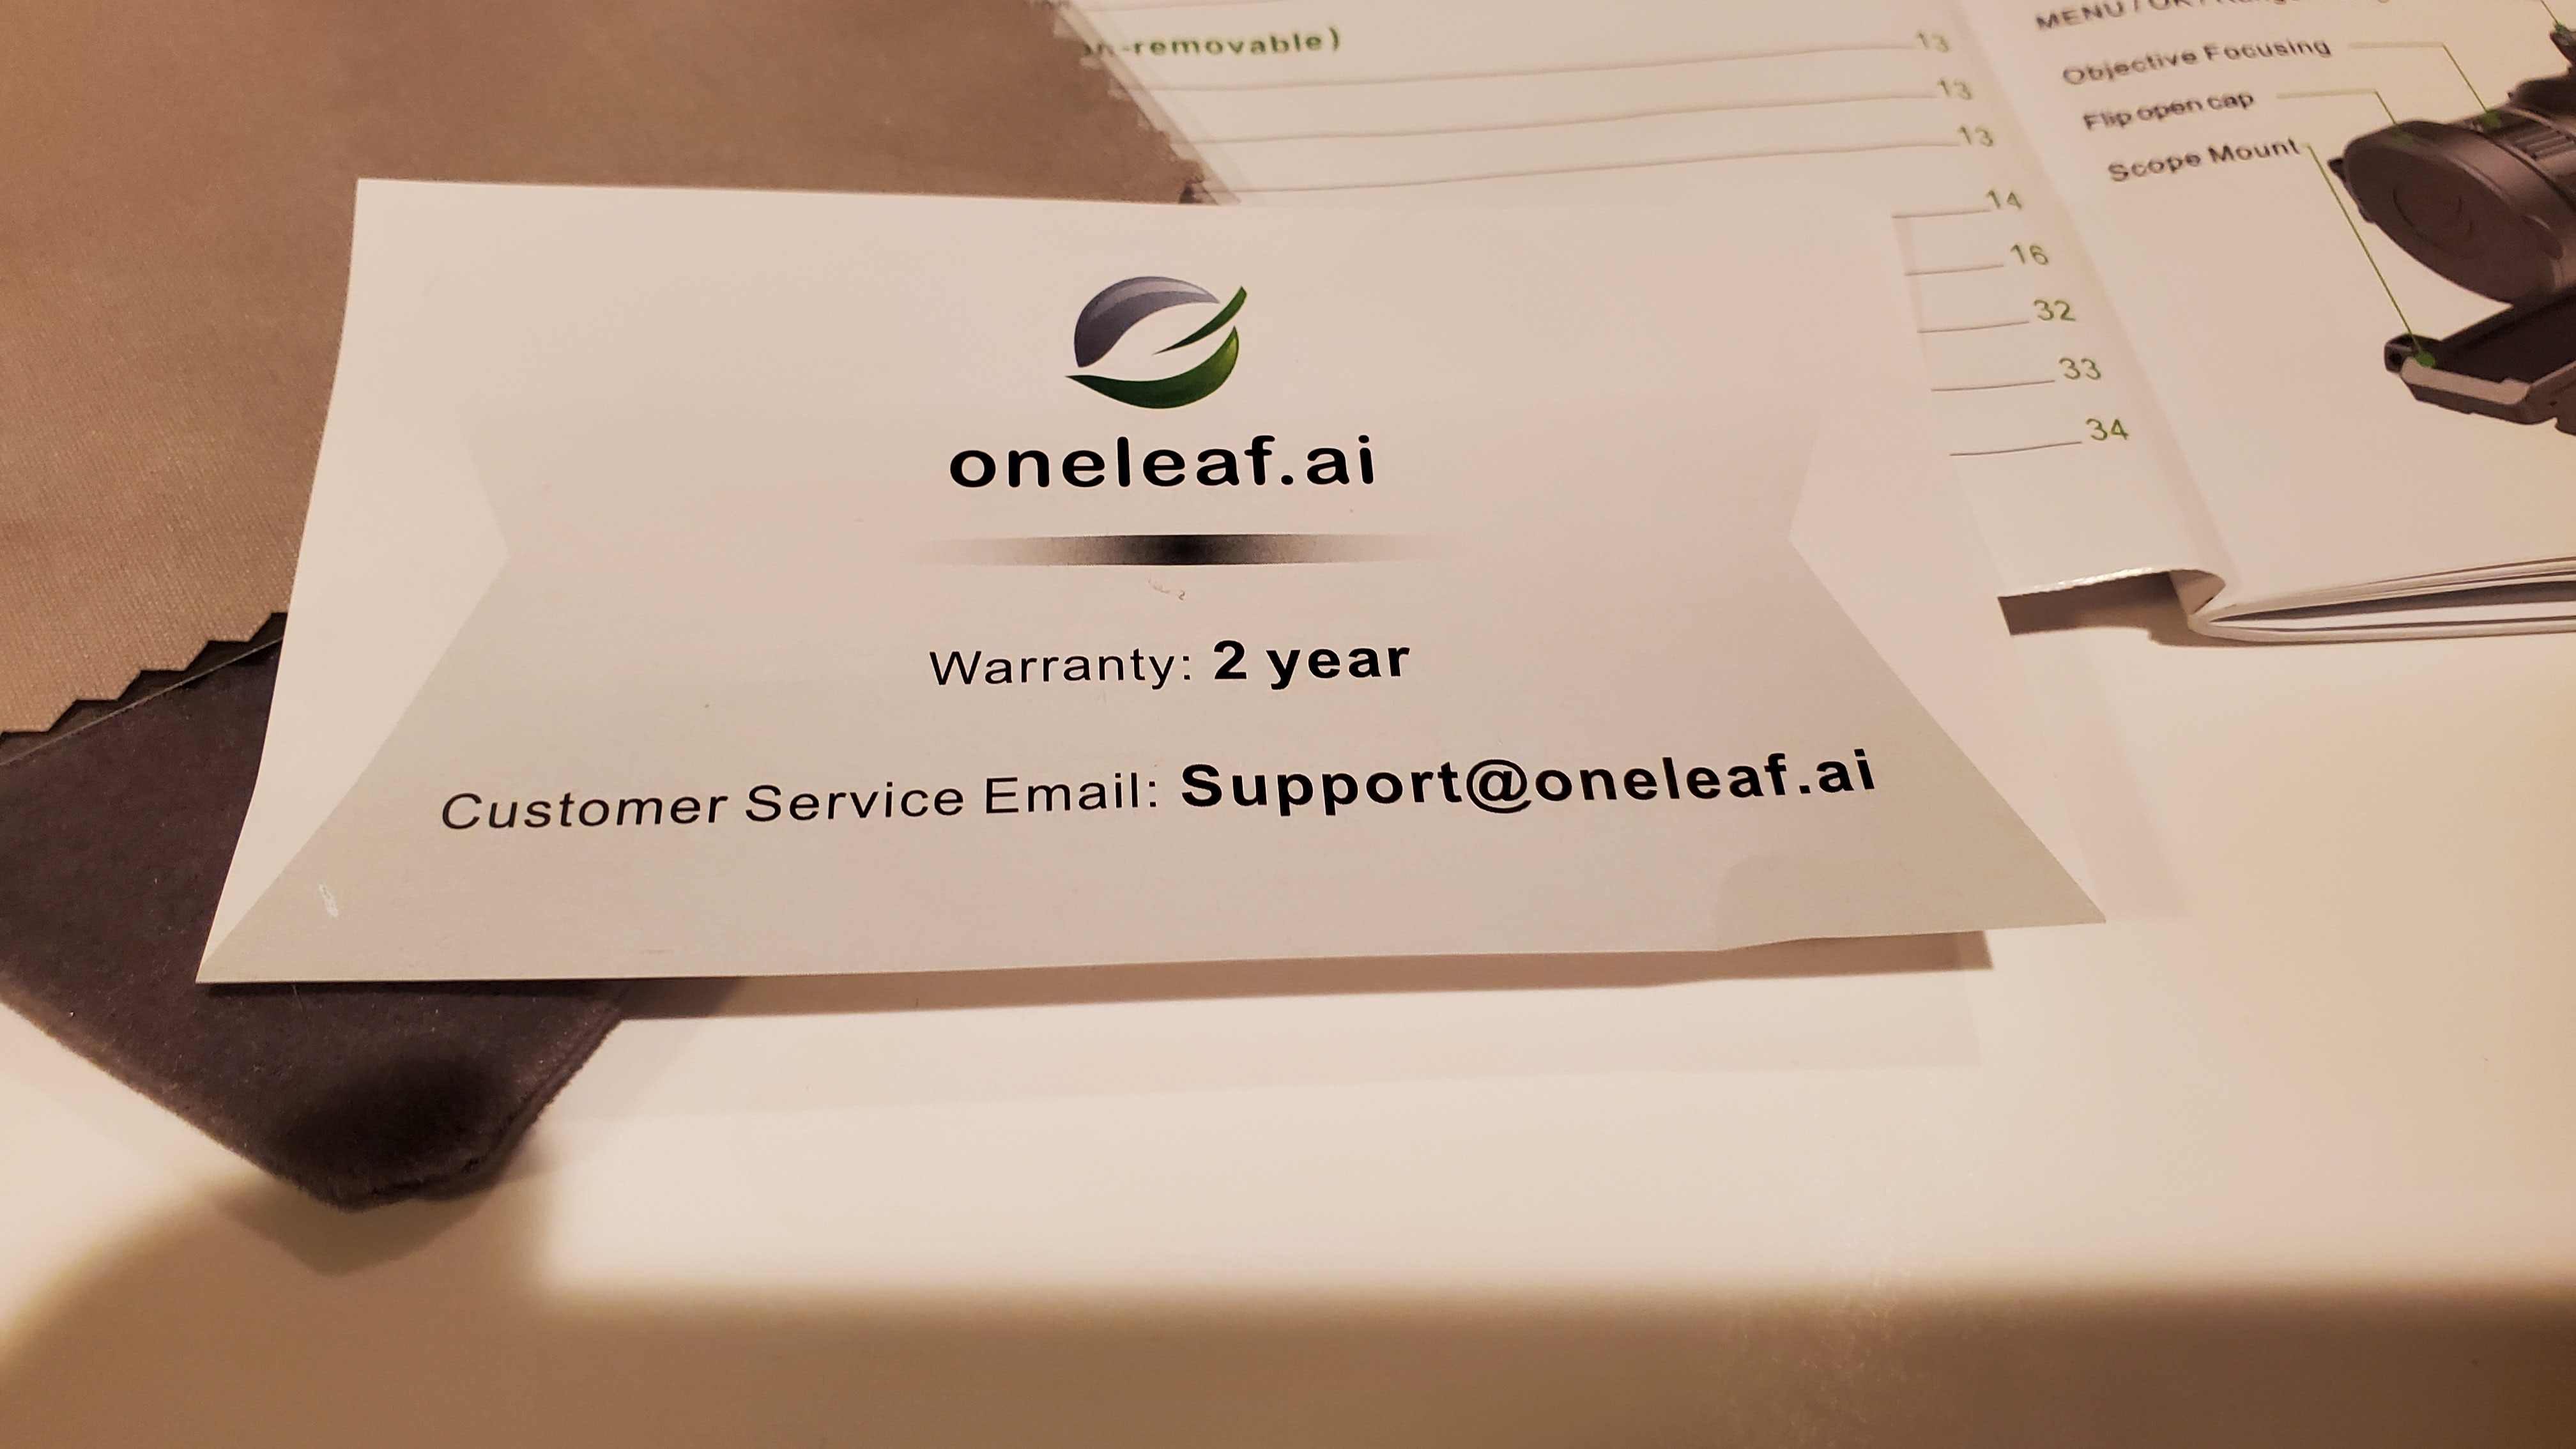 oneleaf.ai
Warranty: 2 year
Customer Service Email: Support@oneleaf.ai
-removable)
13
13
13
14
16
32
33
34
MENU /
Objective Focusing
Flip open cap
Scope Mount